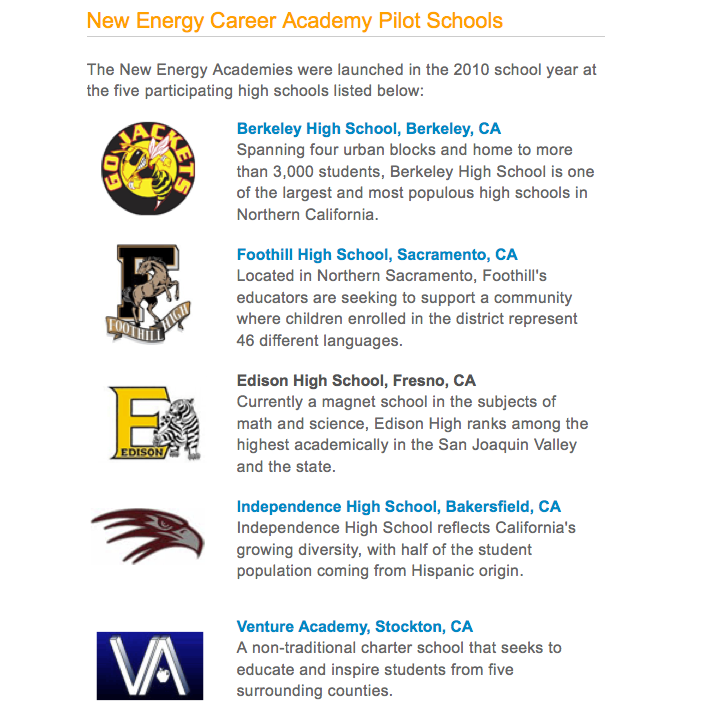 New Energy Career Academy Pilot Schools
The New Energy Academies were launched in the 2010 school year at
the five participating high schools listed below:
GO JACKETS
Berkeley High School, Berkeley, CA
Spanning four urban blocks and home to more
than 3,000 students, Berkeley High School is one
of the largest and most populous high schools in
Northern California.
F
FOOTHILL HIGH
Foothill High School, Sacramento, CA
Located in Northern Sacramento, Foothill's
educators are seeking to support a community
where children enrolled in the district represent
46 different languages.
E
EDISON
Edison High School, Fresno, CA
Currently a magnet school in the subjects of
math and science, Edison High ranks among the
highest academically in the San Joaquin Valley
and the state.
Independence High School, Bakersfield, CA
Independence High School reflects California's
growing diversity, with half of the student
population coming from Hispanic origin.
VA
Venture Academy, Stockton, CA
A non-traditional charter school that seeks to
educate and inspire students from five
surrounding counties.